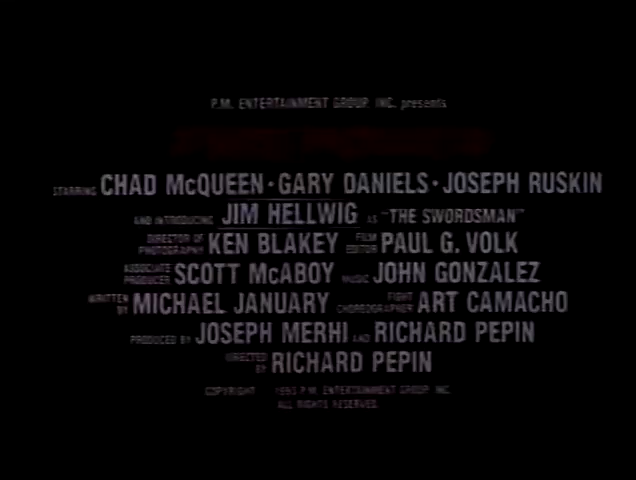 P.M. ENTERTAINMENT GROUP, INC. presents
STARRING CHAD McQUEEN · GARY DANIELS · JOSEPH RUSKIN
AND INTRODUCING JIM HELLWIG AS "THE SWORDSMAN"
DIRECTOR OF PHOTOGRAPHY KEN BLAKEY FILM EDITOR PAUL G. VOLK
ASSOCIATE PRODUCER SCOTT McABOY MUSIC JOHN GONZALEZ
WRITTEN BY MICHAEL JANUARY FIGHT CHOREOGRAPHER ART CAMACHO
PRODUCED BY JOSEPH MERHI AND RICHARD PEPIN
DIRECTED BY RICHARD PEPIN
COPYRIGHT 1993 P.M. ENTERTAINMENT GROUP, INC.
ALL RIGHTS RESERVED